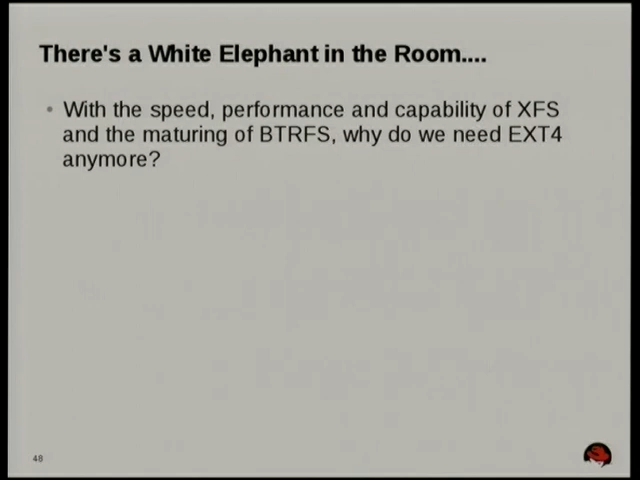 There's a White Elephant in the Room....
• With the speed, performance and capability of XFS
and the maturing of BTRFS, why do we need EXT4
anymore?
48